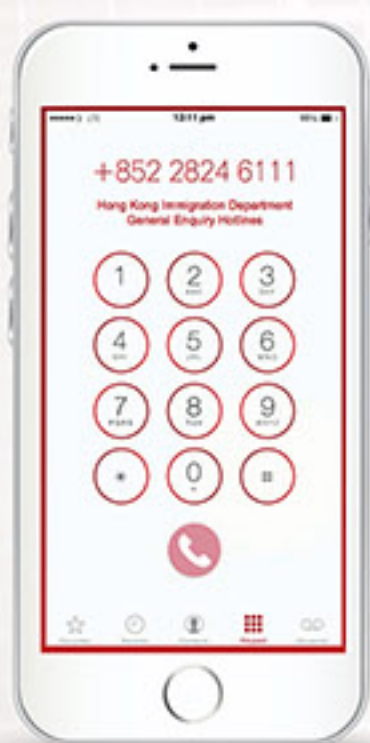 12:11 pm
+852 2824 6111
Hong Kong Immigration Department
General Enquiry Hotlines
1 2 3
ABC DEF
4 5 6
GHI JKL MNO
7 8 9
PQRS TUV WXYZ
* 0 #
+
Keypad